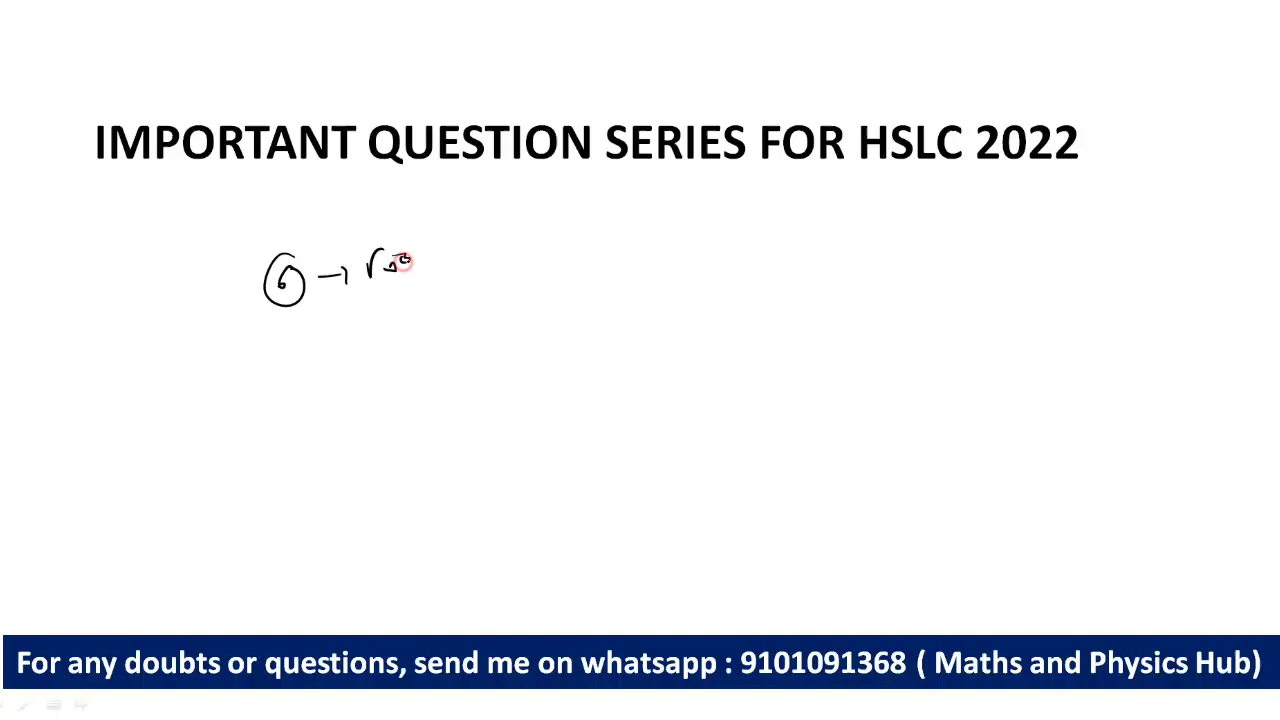 IMPORTANT QUESTION SERIES FOR HSLC 2022
6 →
For any doubts or questions, send me on whatsapp : 9101091368 ( Maths and Physics Hub)